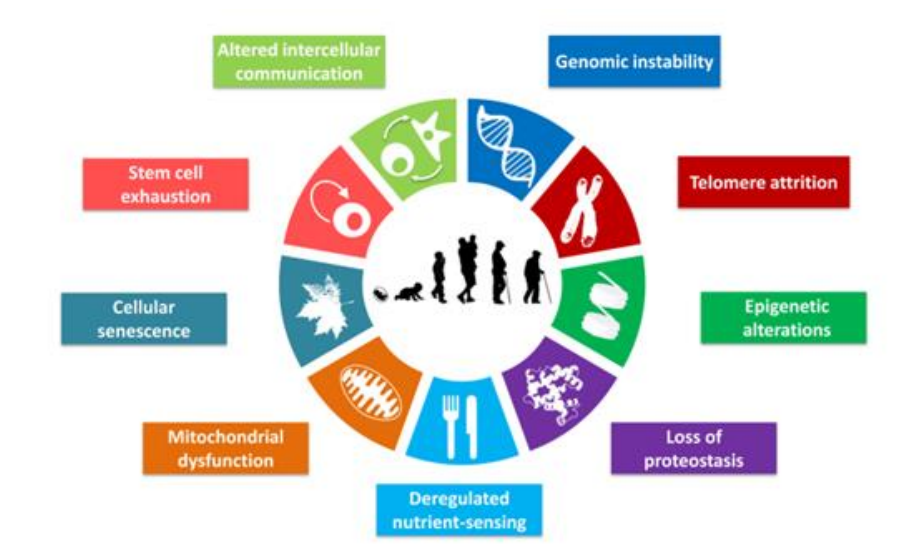 Altered intercellular
communication
Genomic instability
Stem cell
exhaustion
Telomere attrition
Cellular
senescence
Epigenetic
alterations
Mitochondrial
dysfunction
Loss of
proteostasis
Deregulated
nutrient-sensing